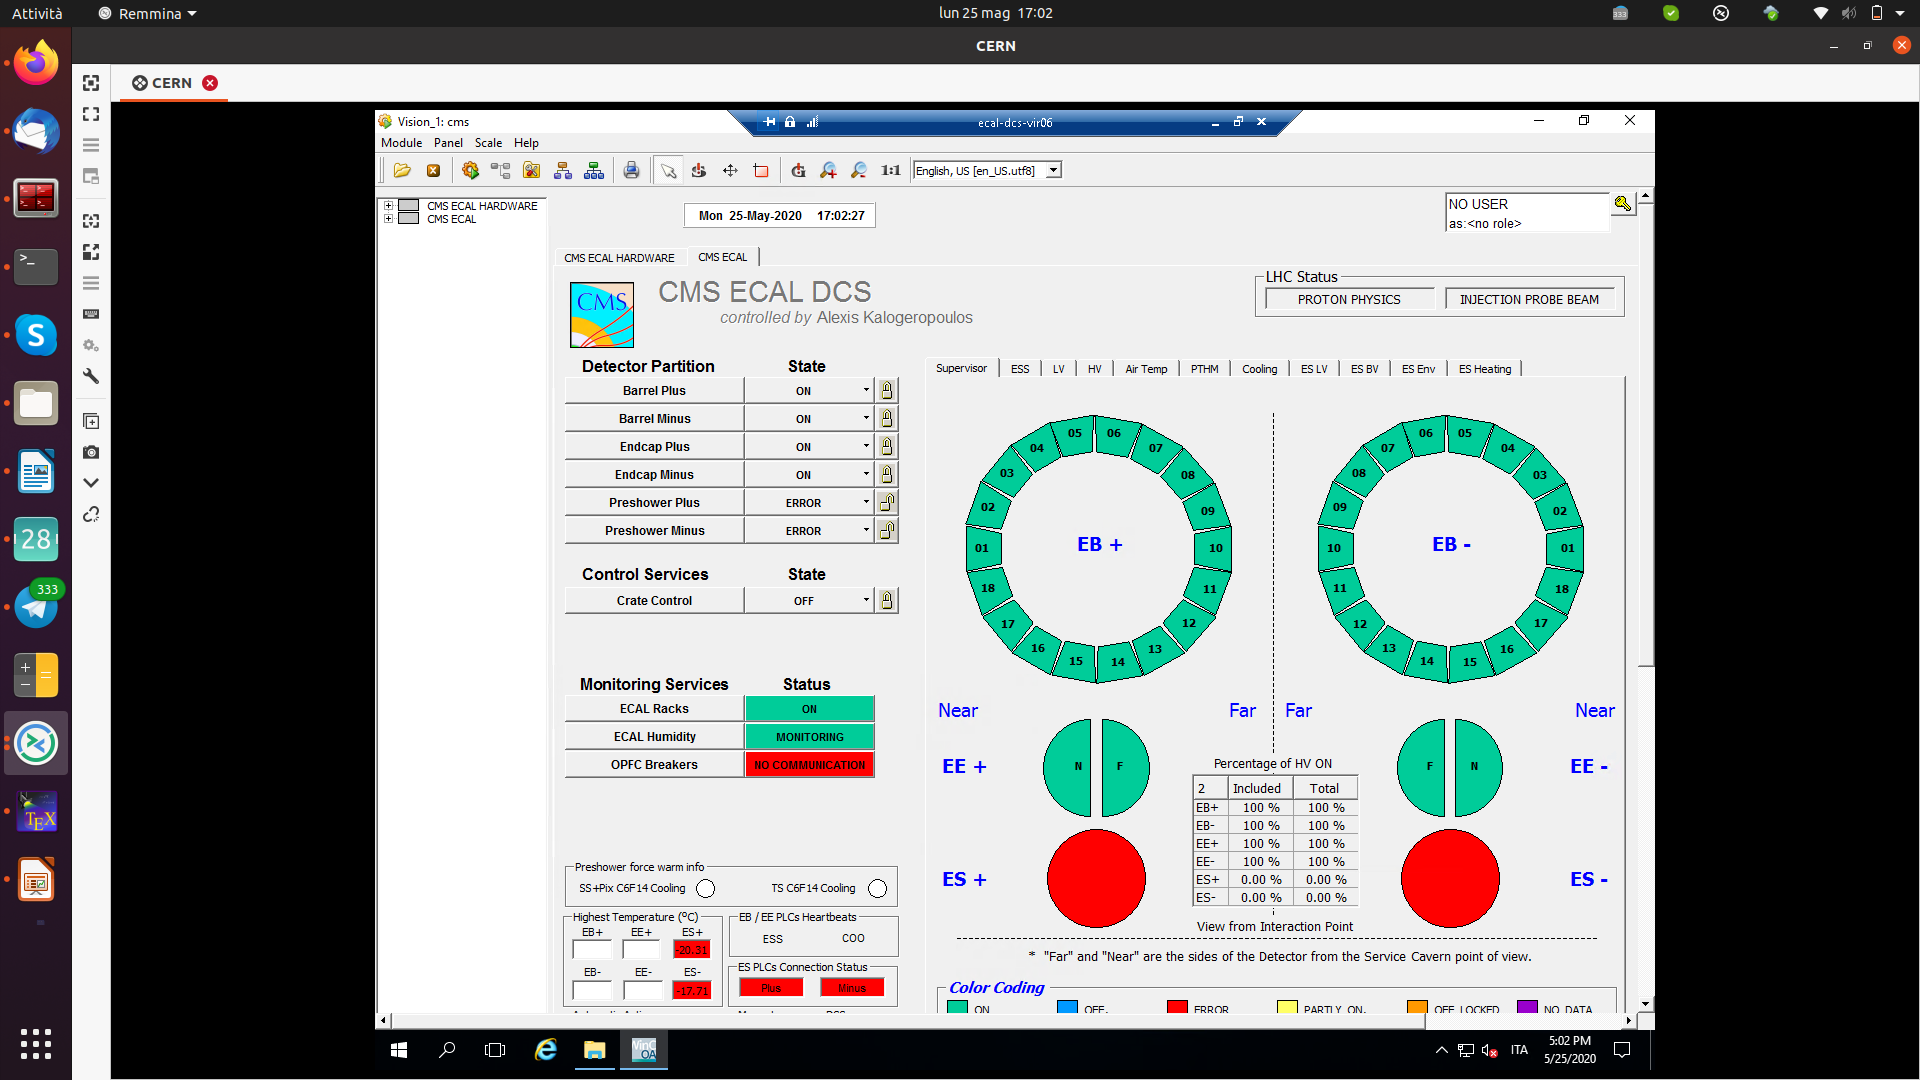 Attività
Remmina
lun 25 mag 17:02
333
CERN
CERN
Vision_1: cms
ecal-dcs-vir06
Module Panel Scale Help
1:1
English, US [en_US.utf8]
CMS ECAL HARDWARE
CMS ECAL
Mon 25-May-2020 17:02:27
NO USER
as:<no role>
CMS ECAL HARDWARE
CMS ECAL
CMS
CMS ECAL DCS
controlled by Alexis Kalogeropoulos
LHC Status
PROTON PHYSICS
INJECTION PROBE BEAM
Detector Partition State
Barrel Plus ON
Barrel Minus ON
Endcap Plus ON
Endcap Minus ON
Preshower Plus ERROR
Preshower Minus ERROR
Control Services State
Crate Control OFF
Monitoring Services Status
ECAL Racks ON
ECAL Humidity MONITORING
OPFC Breakers NO COMMUNICATION
Preshower force warm info
SS+Pix C6F14 Cooling
TS C6F14 Cooling
Highest Temperature (ºC)
EB+ EE+ ES+
-20.31
EB- EE- ES-
-17.71
EB / EE PLCs Heartbeats
ESS COO
ES PLCs Connection Status
Plus Minus
Supervisor ESS LV HV Air Temp PTHM Cooling ES LV ES BV ES Env ES Heating
01 02 03 04 05 06 07 08 09 10 11 12 13 14 15 16 17 18
EB +
01 02 03 04 05 06 07 08 09 10 11 12 13 14 15 16 17 18
EB -
Near Far Far Near
EE + N F
F N EE -
ES +
ES -
Percentage of HV ON
2 Included Total
EB+ 100 % 100 %
EB- 100 % 100 %
EE+ 100 % 100 %
EE- 100 % 100 %
ES+ 0.00 % 0.00 %
ES- 0.00 % 0.00 %
View from Interaction Point
* "Far" and "Near" are the sides of the Detector from the Service Cavern point of view.
Color Coding
ON OFF, ERROR PARTLY ON, OFF LOCKED NO DATA
28
333
TEX
WinC
OA
ITA
5:02 PM
5/25/2020